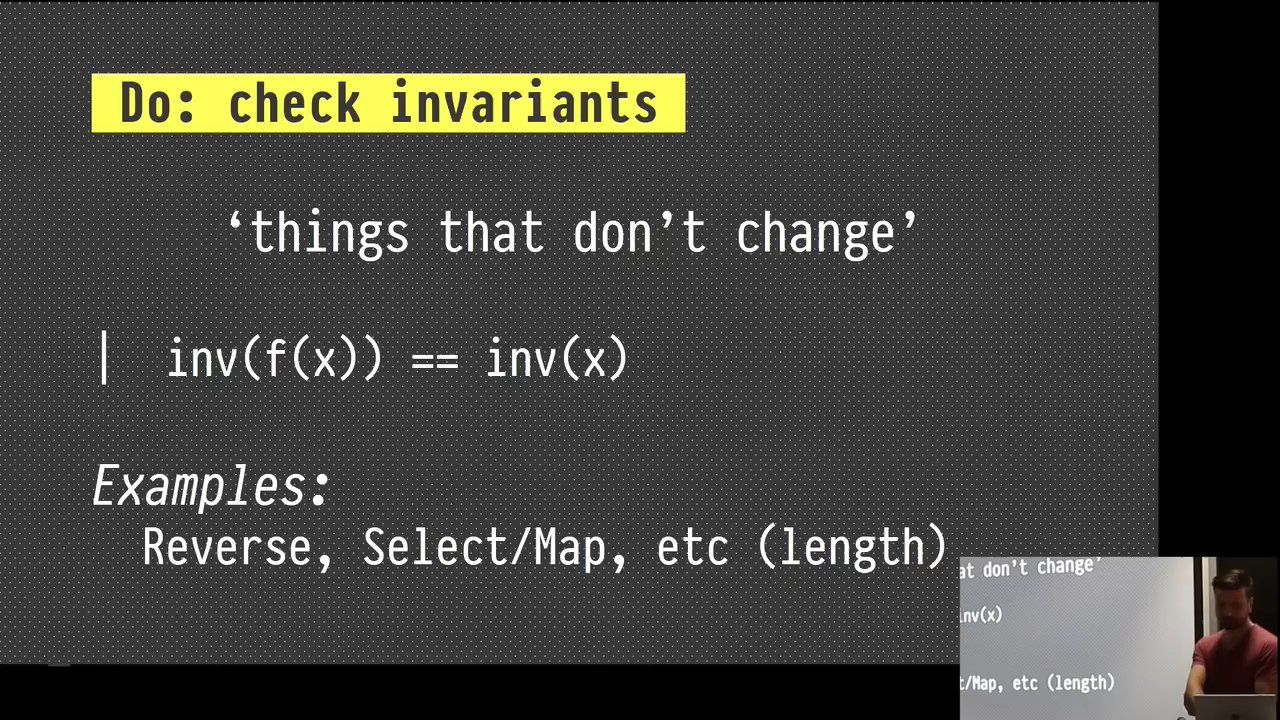 Do: check invariants
‘things that don’t change’
| inv(f(x)) == inv(x)
Examples:
Reverse, Select/Map, etc (length)
at don’t change’
inv(x)
t/Map, etc (length)